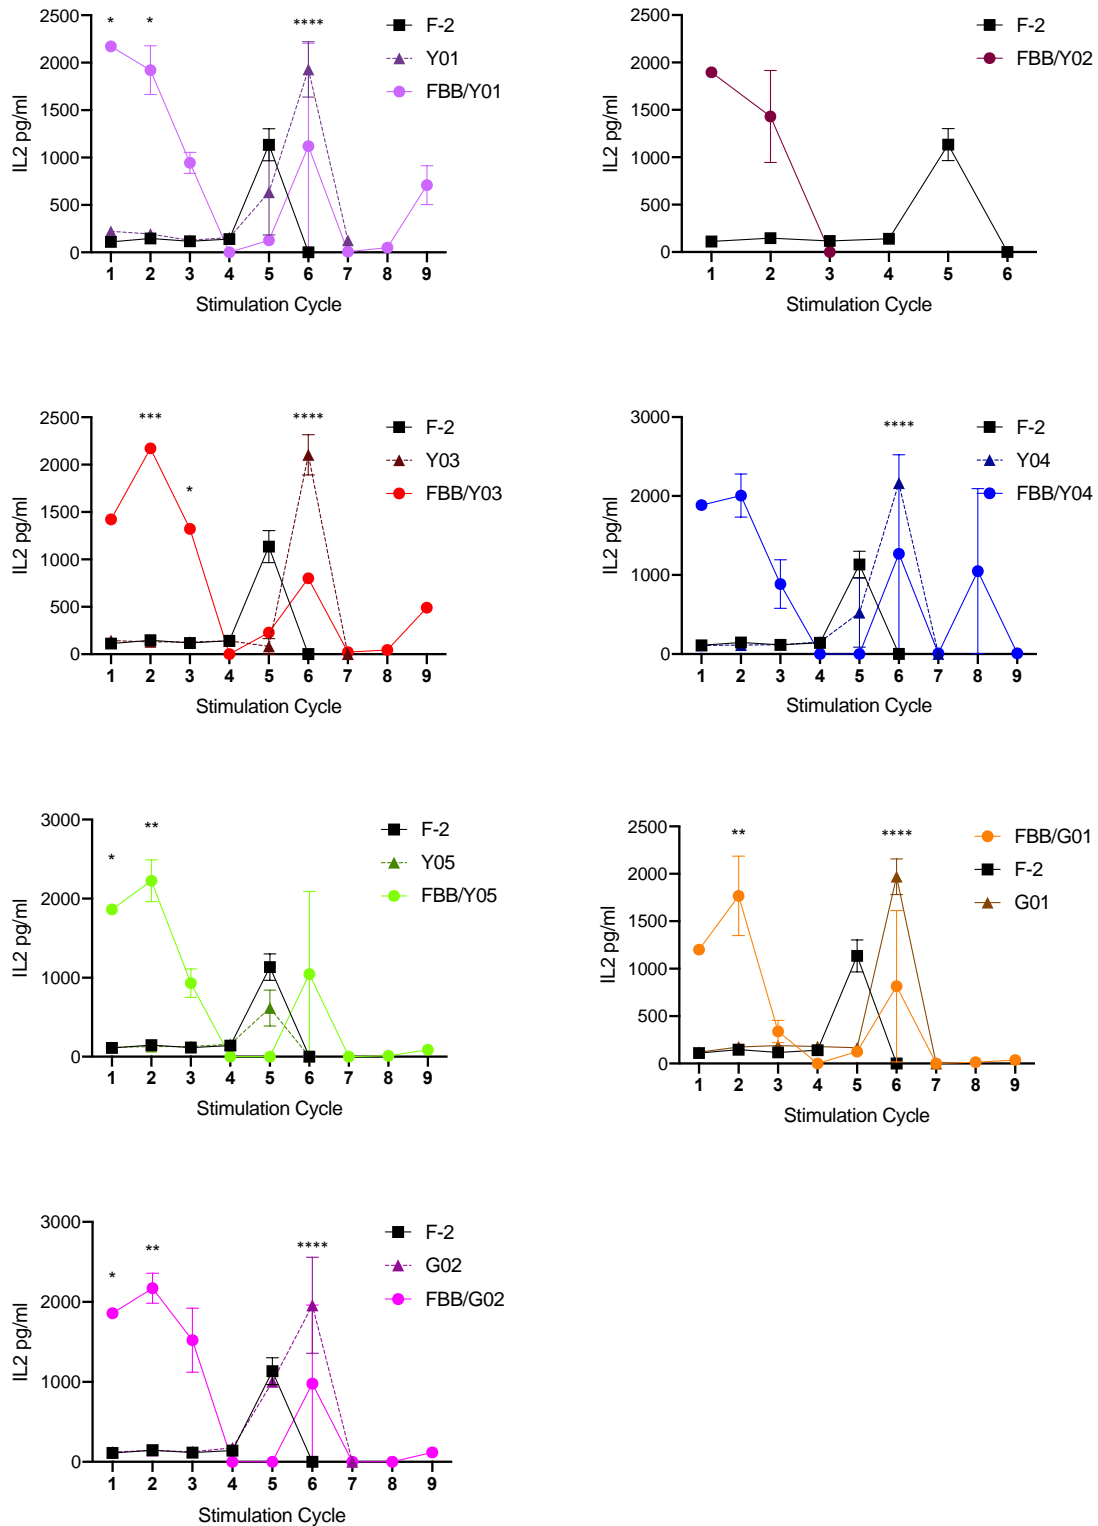 2500
2000
1500
1000
500
0
IL2 pg/ml
* * ****
1 2 3 4 5 6 7 8 9
Stimulation Cycle
F-2
Y01
FBB/Y01
2500
2000
1500
1000
500
0
IL2 pg/ml
1 2 3 4 5 6
Stimulation Cycle
F-2
FBB/Y02
2500
2000
1500
1000
500
0
IL2 pg/ml
*** ****
*
1 2 3 4 5 6 7 8 9
Stimulation Cycle
F-2
Y03
FBB/Y03
3000
2000
1000
0
IL2 pg/ml
****
1 2 3 4 5 6 7 8 9
Stimulation Cycle
F-2
Y04
FBB/Y04
3000
2000
1000
0
IL2 pg/ml
**
*
1 2 3 4 5 6 7 8 9
Stimulation Cycle
F-2
Y05
FBB/Y05
2500
2000
1500
1000
500
0
IL2 pg/ml
** ****
1 2 3 4 5 6 7 8 9
Stimulation Cycle
FBB/G01
F-2
G01
3000
2000
1000
0
IL2 pg/ml
** ****
*
1 2 3 4 5 6 7 8 9
Stimulation Cycle
F-2
G02
FBB/G02